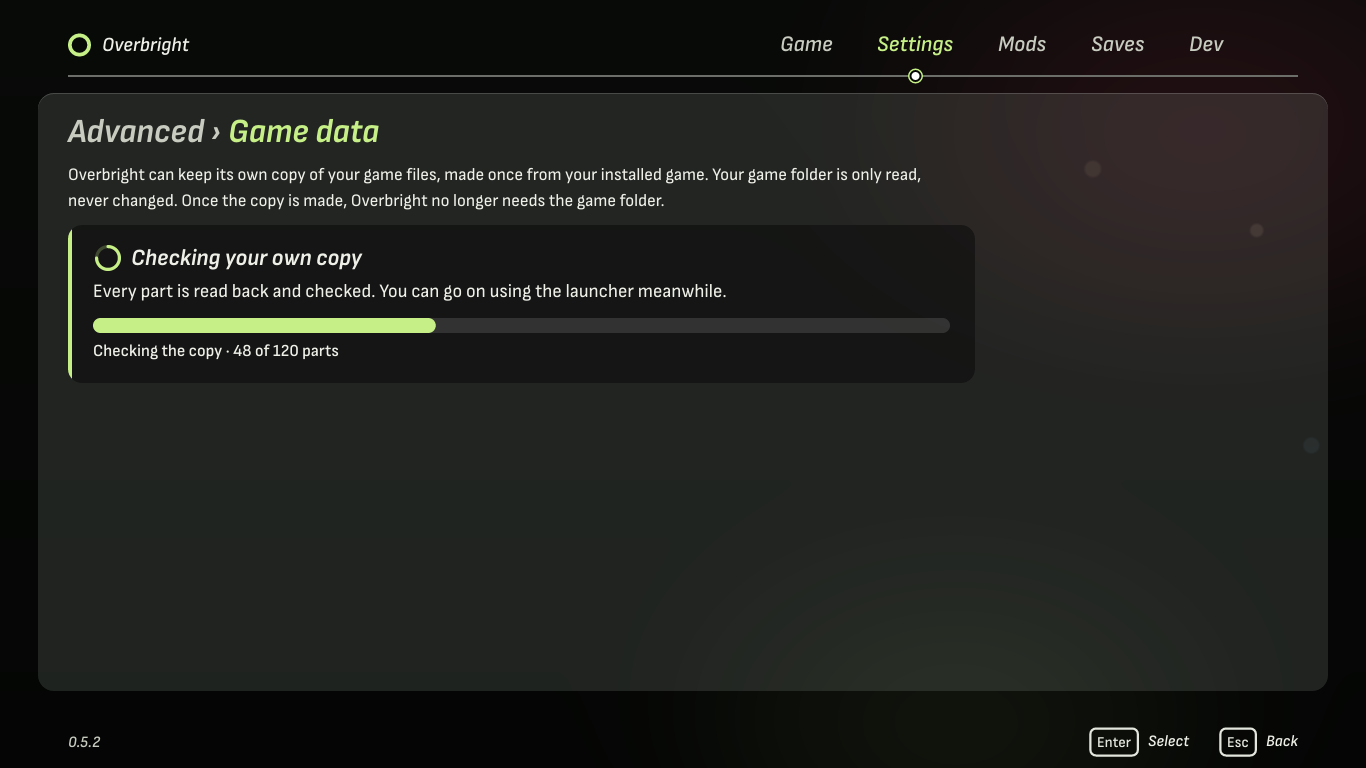 Overbright
Game
Settings
Mods
Saves
Dev
Advanced › Game data
Overbright can keep its own copy of your game files, made once from your installed game. Your game folder is only read,
never changed. Once the copy is made, Overbright no longer needs the game folder.
Checking your own copy
Every part is read back and checked. You can go on using the launcher meanwhile.
Checking the copy · 48 of 120 parts
0.5.2
Enter Select
Esc Back